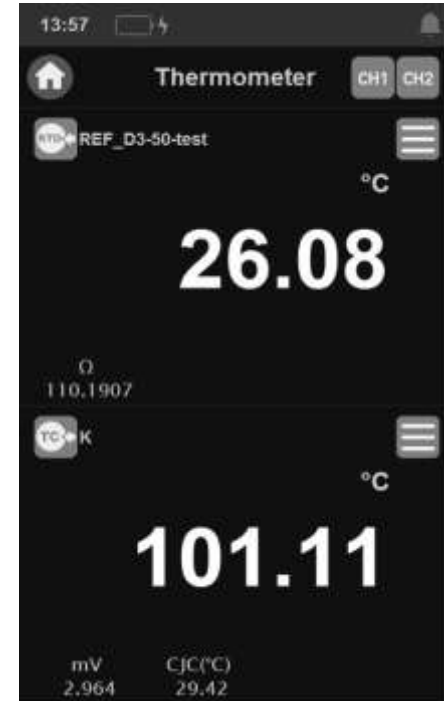 13:57
Thermometer CH1 CH2
RTD REF_D3-50-test
°C
26.08
Ω
110.1907
TC K
°C
101.11
mV CJC(°C)
2.964 29.42